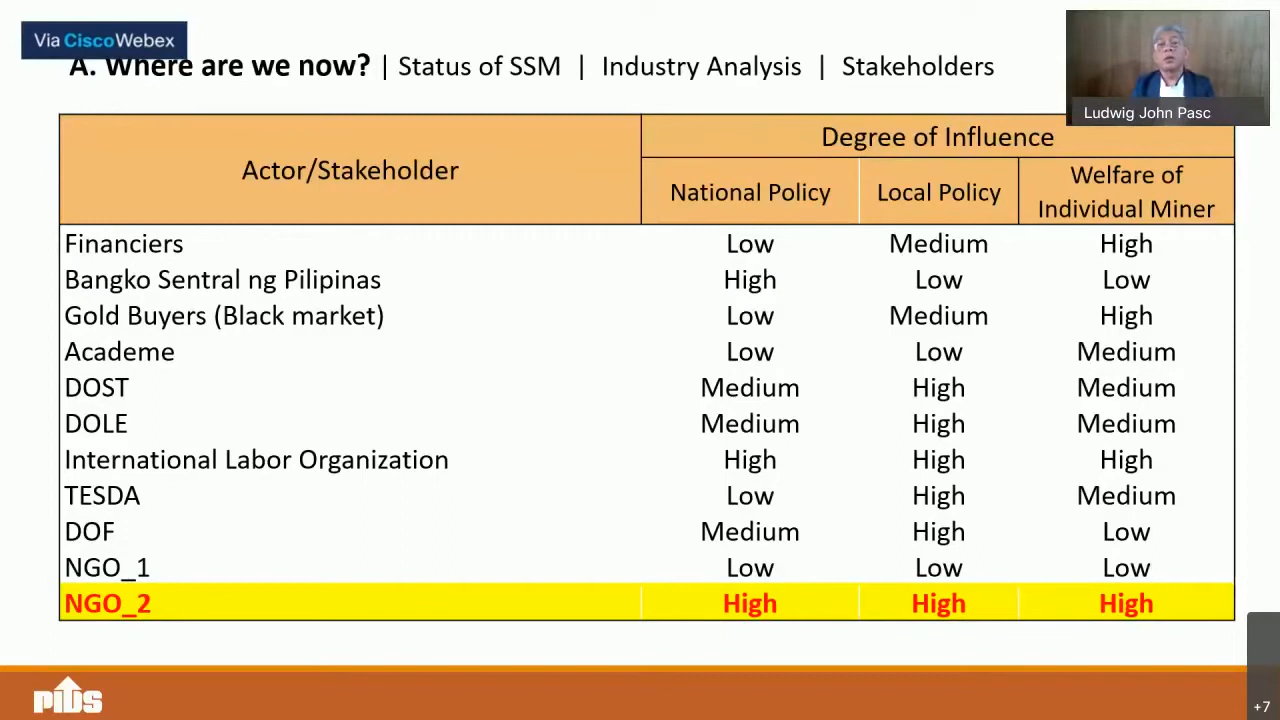 Via CiscoWebex
A. Where are we now? | Status of SSM | Industry Analysis | Stakeholders
Ludwig John Pasc
Actor/Stakeholder
Degree of Influence
National Policy Local Policy Welfare of
Individual Miner
Financiers Low Medium High
Bangko Sentral ng Pilipinas High Low Low
Gold Buyers (Black market) Low Medium High
Academe Low Low Medium
DOST Medium High Medium
DOLE Medium High Medium
International Labor Organization High High High
TESDA Low High Medium
DOF Medium High Low
NGO_1 Low Low Low
NGO_2 High High High
PIDS
+7